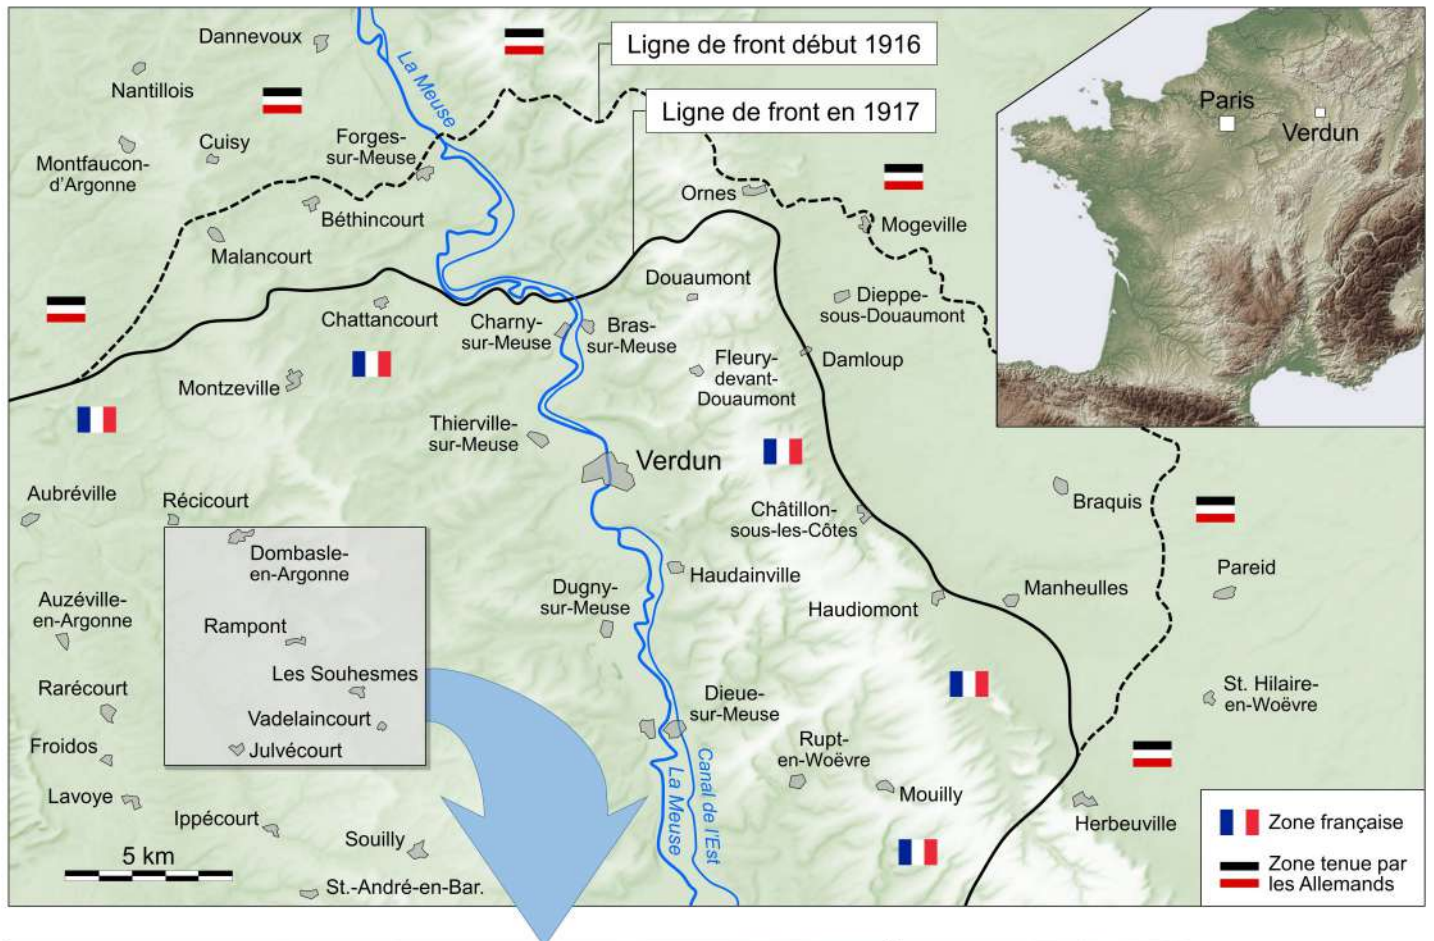 Dannevoux
Nantillois
La Meuse
Ligne de front début 1916
Ligne de front en 1917
Paris
Verdun
Montfaucon-
d'Argonne
Cuisy
Forges-
sur-Meuse
Béthincourt
Malancourt
Ornes
Mogeville
Douaumont
Dieppe-
sous-Douaumont
Chattancourt
Charny-
sur-Meuse
Bras-
sur-Meuse
Damloup
Fleury-
devant-
Douaumont
Montzeville
Thierville-
sur-Meuse
Verdun
Aubréville
Récicourt
Châtillon-
sous-les-Côtes
Braquis
Dombasle-
en-Argonne
Haudainville
Pareid
Auzéville-
en-Argonne
Dugny-
sur-Meuse
Haudiomont
Manheulles
Rampont
Les Souhesmes
Rarécourt
Vadelaincourt
Dieue-
sur-Meuse
St. Hilaire-
en-Woëvre
Froidos
Julvécourt
Rupt-
en-Woëvre
Lavoye
Ippécourt
La Meuse
Canal de l'Est
Mouilly
Herbeuville
Souilly
5 km
St.-André-en-Bar.
Zone française
Zone tenue par
les Allemands